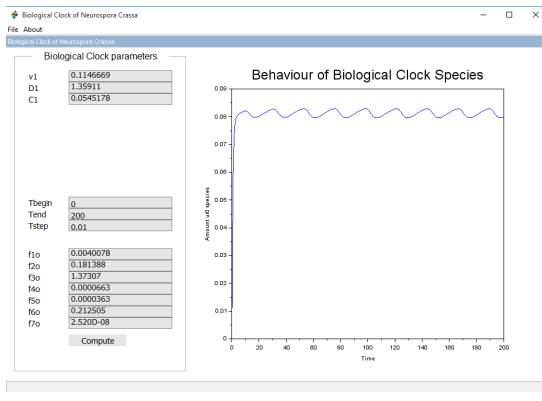 Biological Clock of Neurospora Crassa
File About
Biological Clock of Neurospora Crassa
Biological Clock parameters
v1 0.1146669
D1 1.35911
C1 0.0545178
Tbegin 0
Tend 200
Tstep 0.01
f1o 0.0040078
f2o 0.181388
f3o 1.37307
f4o 0.0000663
f5o 0.0000363
f6o 0.212505
f7o 2.520D-08
Compute
Behaviour of Biological Clock Species
0.09
0.08
0.07
0.06
0.05
0.04
0.03
0.02
0.01
0
0 20 40 60 80 100 120 140 160 180 200
Time